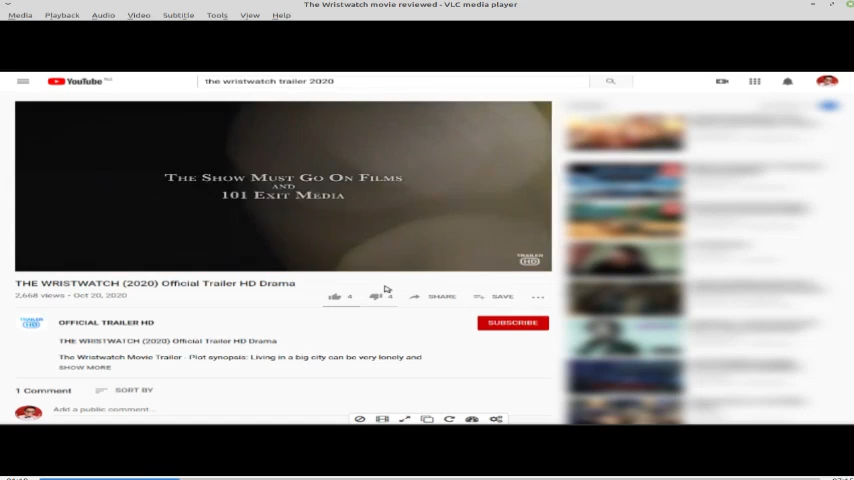 The Wristwatch movie reviewed - VLC media player
Media Playback Audio Video Subtitle Tools View Help
YouTube
the wristwatch trailer 2020
THE SHOW MUST GO ON FILMS
AND
101 EXIT MEDIA
TRAILER
HD
THE WRISTWATCH (2020) Official Trailer HD Drama
2,668 views • Oct 20, 2020
4 4 SHARE SAVE
OFFICIAL TRAILER HD
SUBSCRIBE
THE WRISTWATCH (2020) Official Trailer HD Drama
The Wristwatch Movie Trailer - Plot synopsis: Living in a big city can be very lonely and
SHOW MORE
1 Comment SORT BY
Add a public comment...